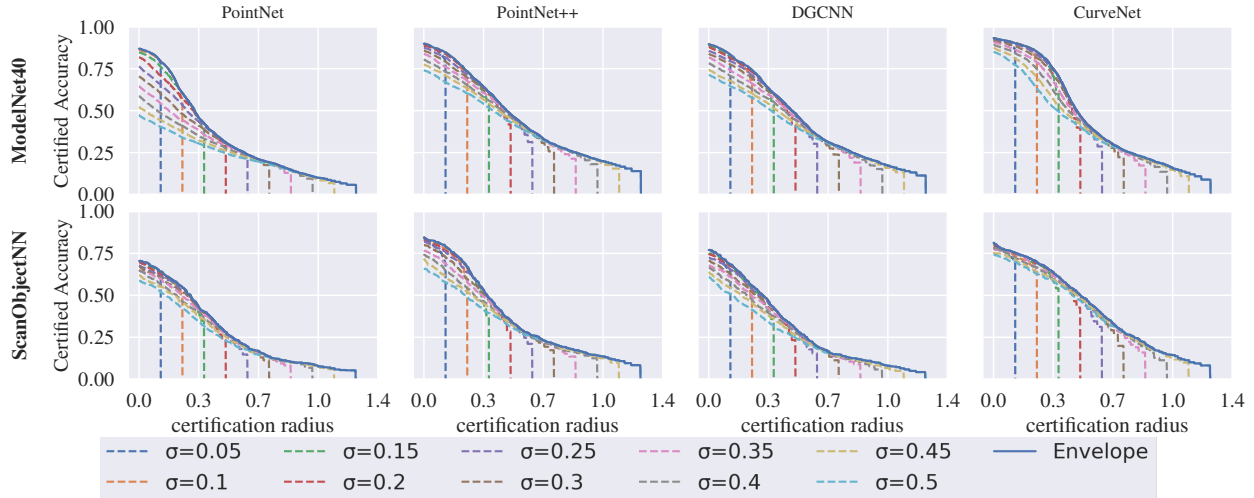 PointNet PointNet++ DGCNN CurveNet
ModelNet40
Certified Accuracy
1.00
0.75
0.50
0.25
0.00
ScanObjectNN
Certified Accuracy
1.00
0.75
0.50
0.25
0.00
0.0 0.3 0.7 1.0 1.4 0.0 0.3 0.7 1.0 1.4 0.0 0.3 0.7 1.0 1.4 0.0 0.3 0.7 1.0 1.4
certification radius certification radius certification radius certification radius
σ=0.05 σ=0.15 σ=0.25 σ=0.35 σ=0.45 Envelope
σ=0.1 σ=0.2 σ=0.3 σ=0.4 σ=0.5